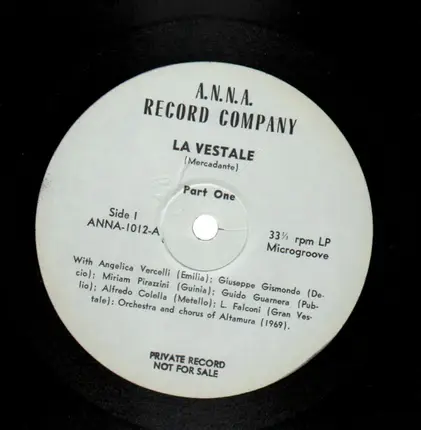 A.N.N.A.
RECORD COMPANY
LA VESTALE
(Mercadante)
Part One
Side I
ANNA-1012-A
33⅓ rpm LP
Microgroove
With Angelica Vercelli (Emilia); Giuseppe Gismondo (De-
cio); Miriam Pirazzini (Guinia); Guido Guarnera (Pub-
lio); Alfredo Colella (Metello); L. Falconi (Gran Ves-
tale); Orchestra and chorus of Altamura (1969).
PRIVATE RECORD
NOT FOR SALE